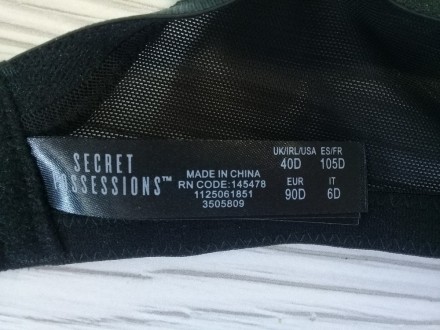 SECRET
POSSESSIONS™
MADE IN CHINA
RN CODE:145478
1125061851
3505809
UK/IRL/USA ES/FR
40D 105D
EUR IT
90D 6D